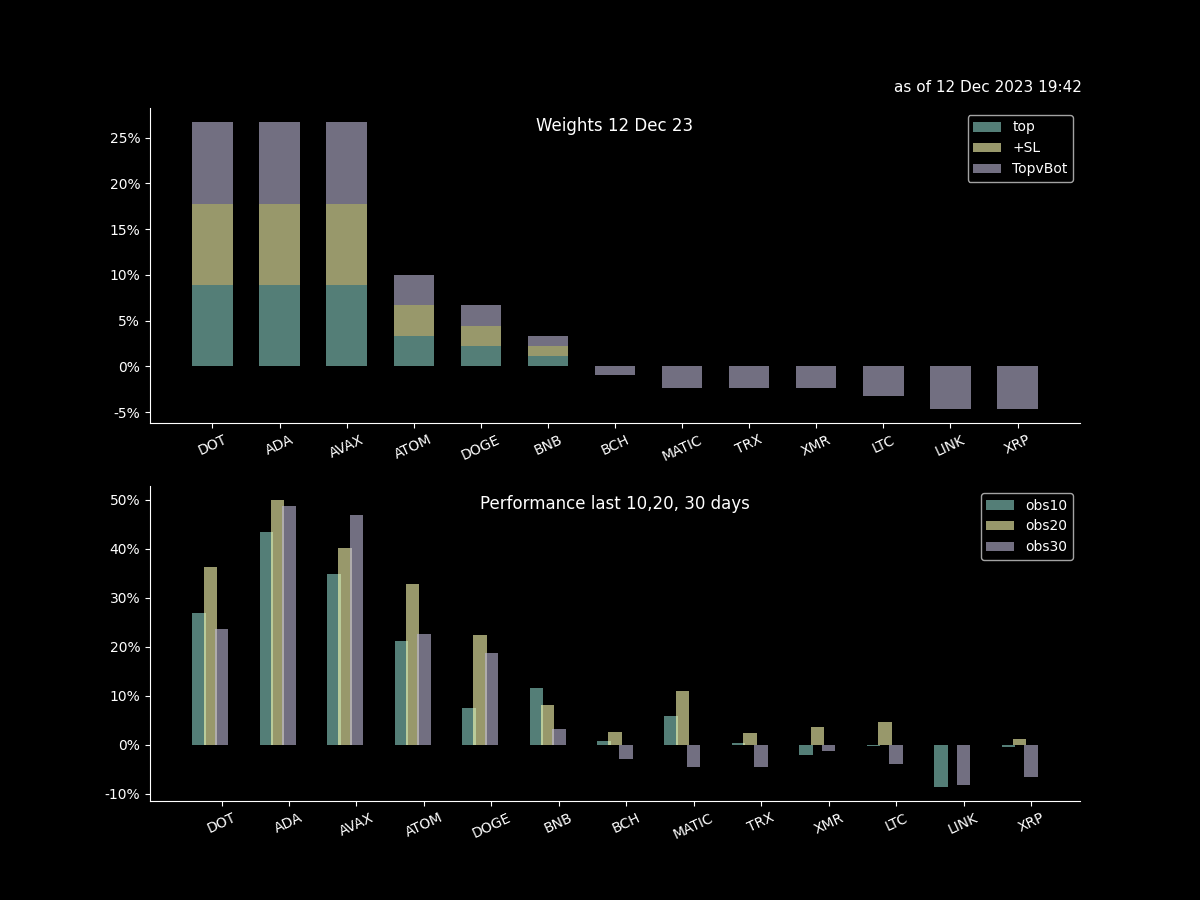 as of 12 Dec 2023 19:42
Weights 12 Dec 23
top
+SL
TopvBot
25%
20%
15%
10%
5%
0%
-5%
DOT ADA AVAX ATOM DOGE BNB BCH MATIC TRX XMR LTC LINK XRP
Performance last 10,20, 30 days
obs10
obs20
obs30
50%
40%
30%
20%
10%
0%
-10%
DOT ADA AVAX ATOM DOGE BNB BCH MATIC TRX XMR LTC LINK XRP